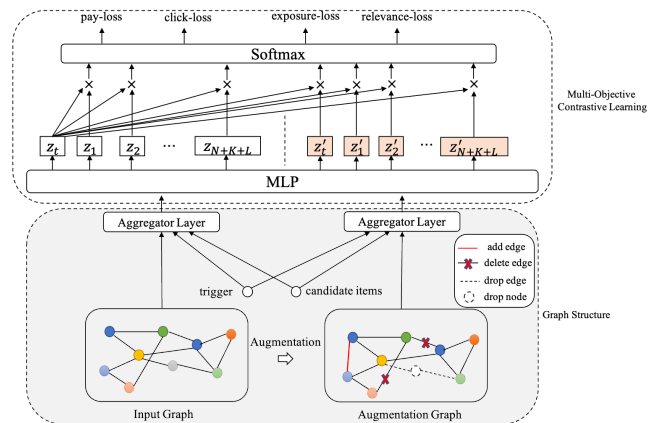 pay-loss click-loss exposure-loss relevance-loss
Softmax
× × × × × × ×
Multi-Objective
Contrastive Learning
z_t z_1 z_2 ... z_{N+K+L} z'_t z'_1 z'_2 ... z'_{N+K+L}
MLP
Aggregator Layer Aggregator Layer
add edge
delete edge
drop edge
drop node
trigger candidate items
Graph Structure
Augmentation
Input Graph Augmentation Graph